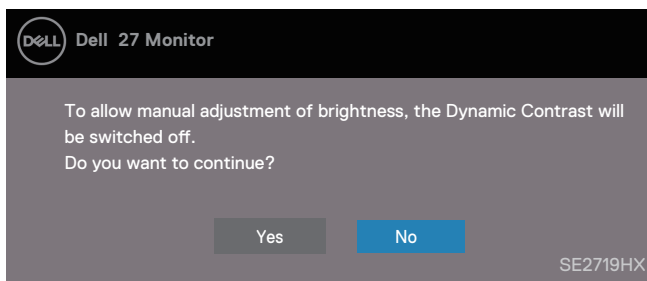 DELL Dell 27 Monitor
To allow manual adjustment of brightness, the Dynamic Contrast will
be switched off.
Do you want to continue?
Yes No
SE2719HX